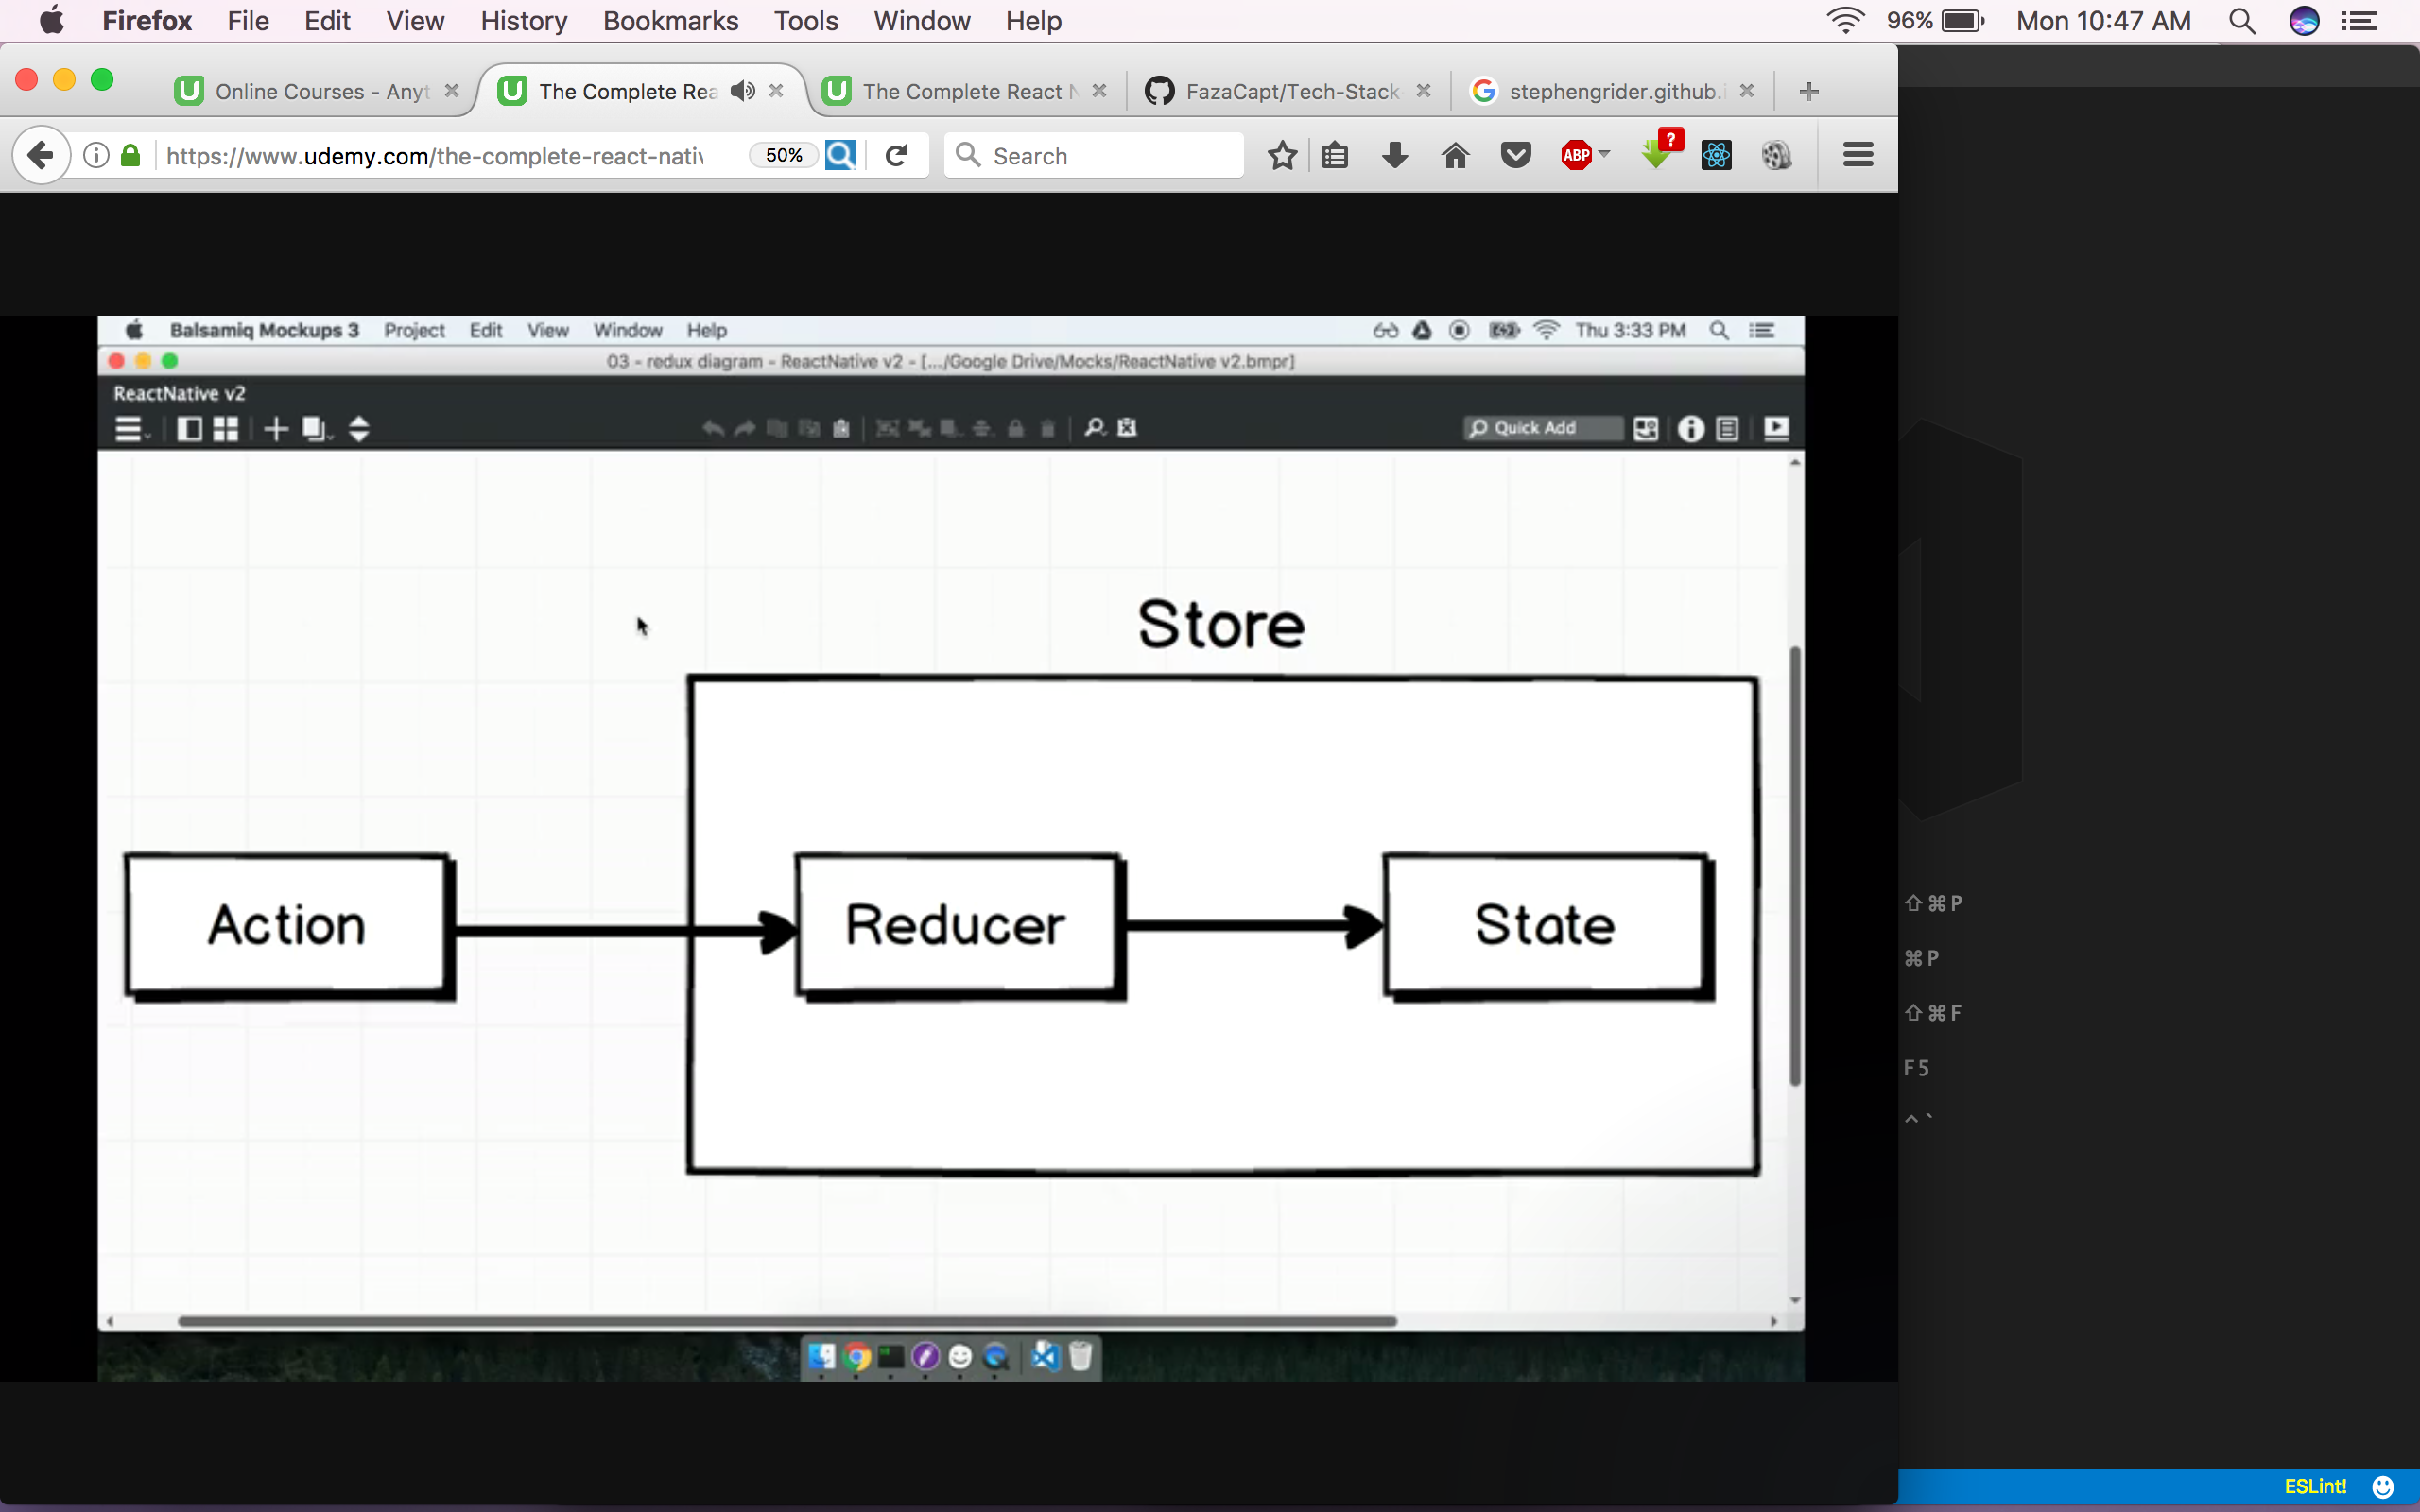 Firefox File Edit View History Bookmarks Tools Window Help 96% Mon 10:47 AM
Online Courses - Anyt The Complete Rea The Complete React N FazaCapt/Tech-Stack- stephengrider.github.i
https://www.udemy.com/the-complete-react-nativ 50% Search ABP ?
Balsamiq Mockups 3 Project Edit View Window Help Thu 3:33 PM
03 - redux diagram - ReactNative v2 - [.../Google Drive/Mocks/ReactNative v2.bmpr]
ReactNative v2
Quick Add
Store
Action Reducer State
⇧⌘P
⌘P
⇧⌘F
F5
^`
ESLint!